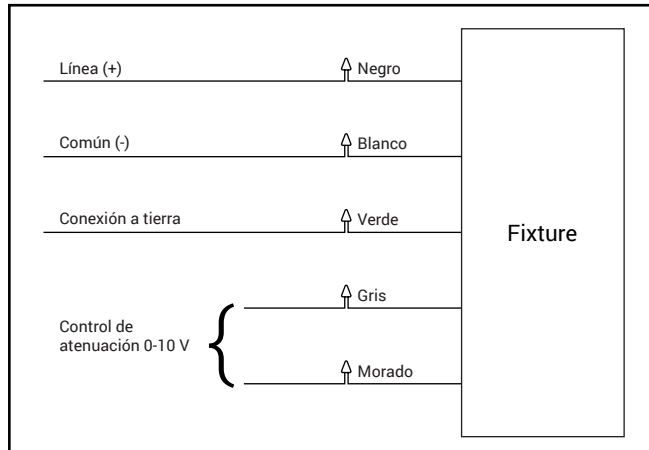 Línea (+)
Negro
Común (-)
Blanco
Conexión a tierra
Verde
Fixture
Gris
Control de
atenuación 0-10 V
Morado